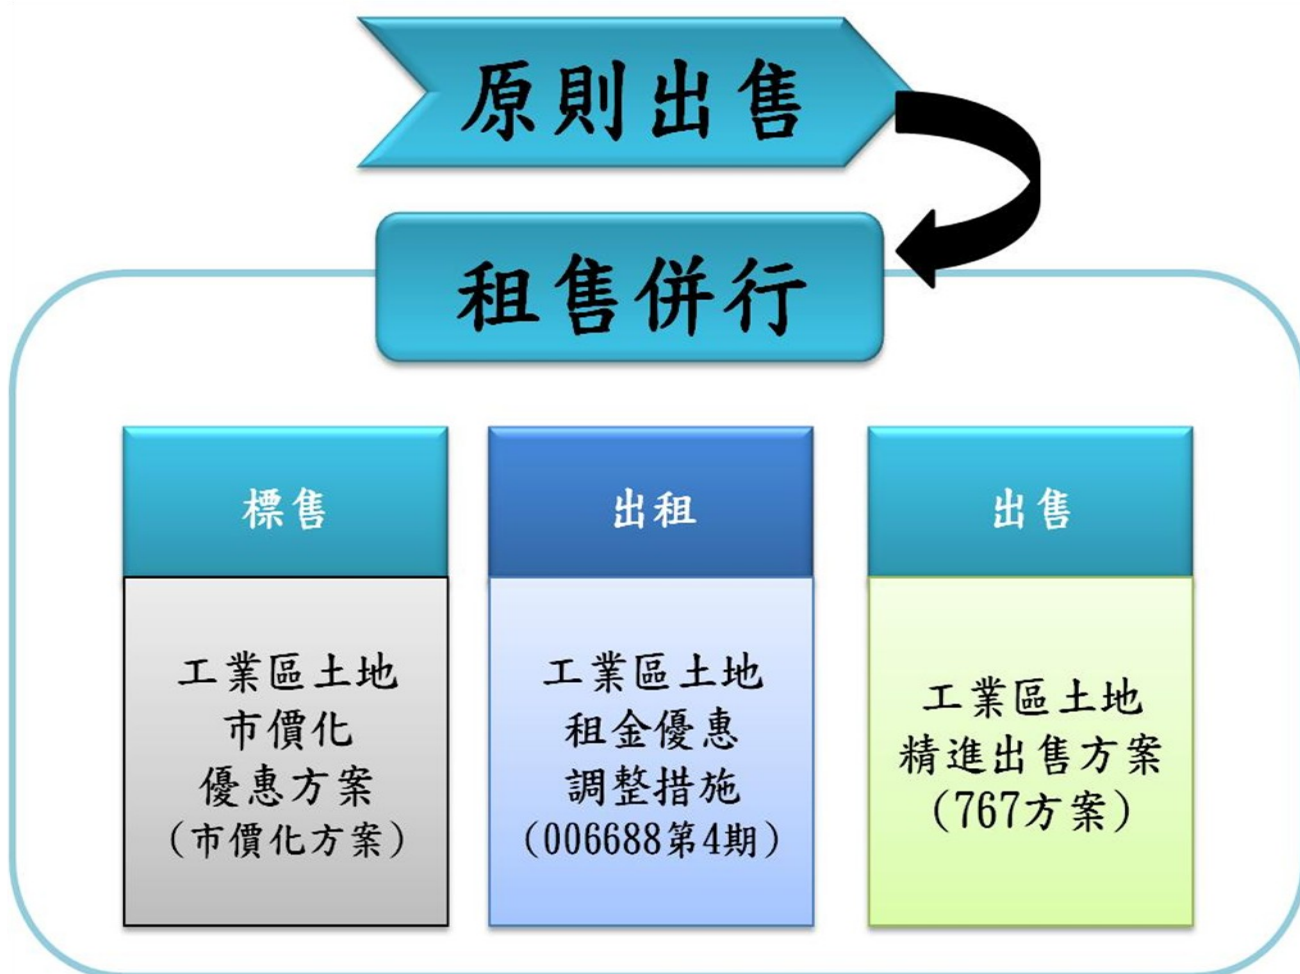 原則出售
租售併行
標售
工業區土地
市價化
優惠方案
(市價化方案)
出租
工業區土地
租金優惠
調整措施
(006688第4期)
出售
工業區土地
精進出售方案
(767方案)